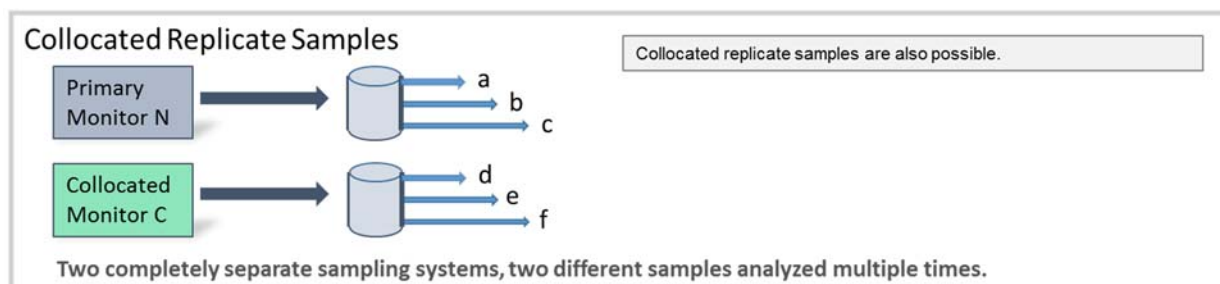 Collocated Replicate Samples
Collocated replicate samples are also possible.
Primary
Monitor N
a
b
c
Collocated
Monitor C
d
e
f
Two completely separate sampling systems, two different samples analyzed multiple times.